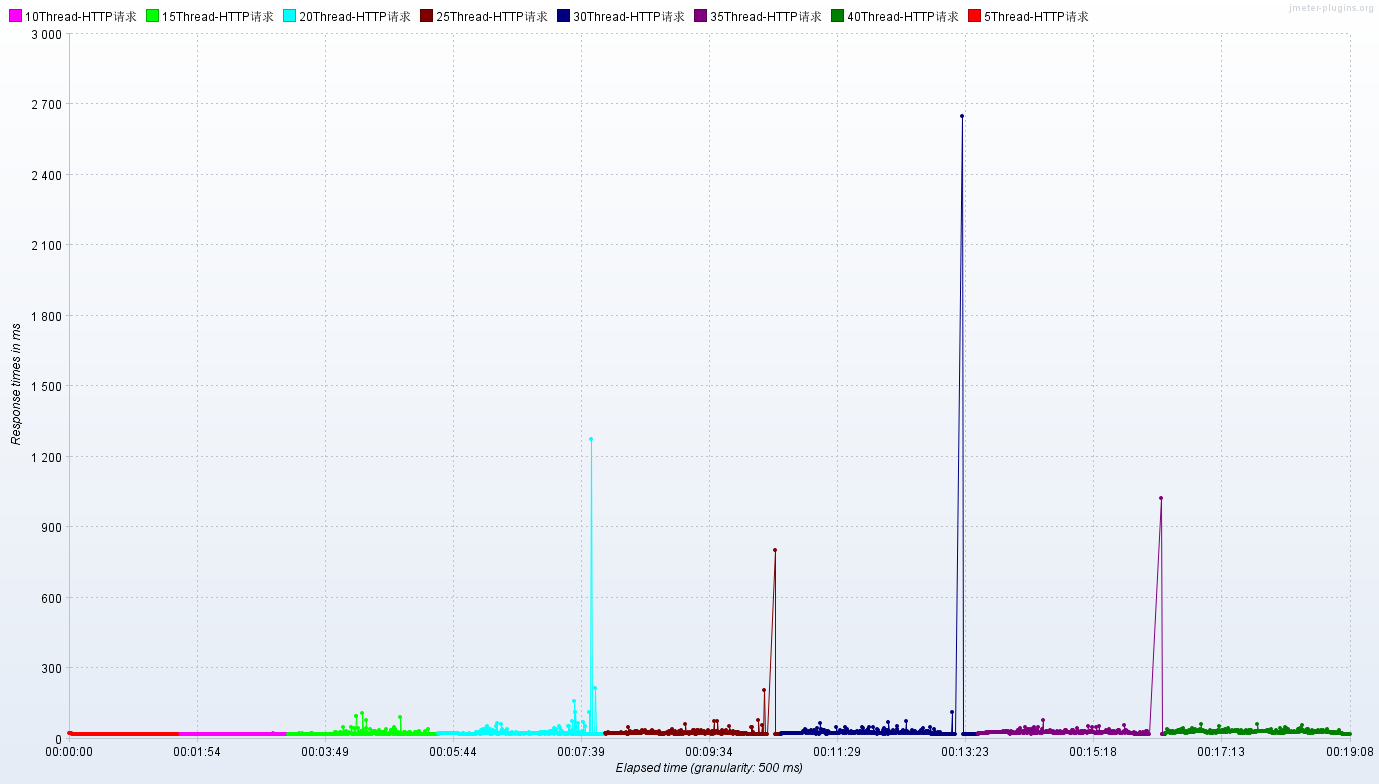 10Thread-HTTP请求 15Thread-HTTP请求 20Thread-HTTP请求 25Thread-HTTP请求 30Thread-HTTP请求 35Thread-HTTP请求 40Thread-HTTP请求 5Thread-HTTP请求
jmeter-plugins.org
3 000
2 700
2 400
2 100
1 800
1 500
1 200
900
600
300
0
Response times in ms
00:00:00 00:01:54 00:03:49 00:05:44 00:07:39 00:09:34 00:11:29 00:13:23 00:15:18 00:17:13 00:19:08
Elapsed time (granularity: 500 ms)